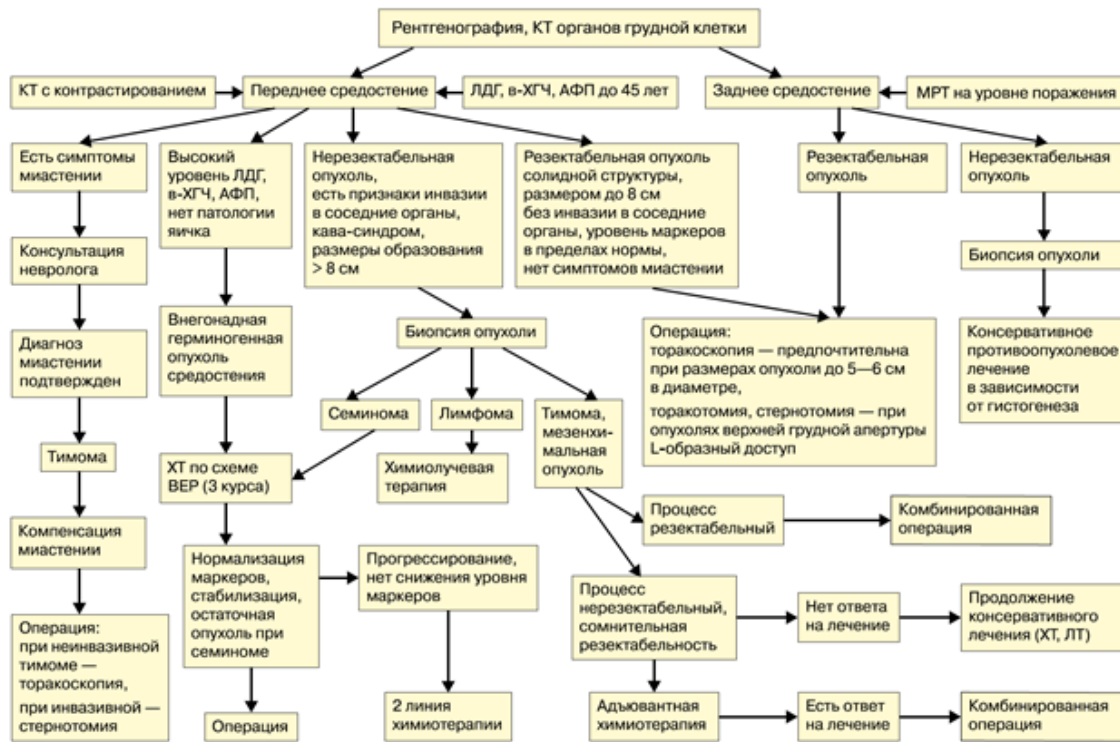 Рентгенография, КТ органов грудной клетки
КТ с контрастированием
Переднее средостение
ЛДГ, в-ХГЧ, АФП до 45 лет
Заднее средостение
МРТ на уровне поражения
Есть симптомы
миастении
Высокий
уровень ЛДГ,
в-ХГЧ, АФП,
нет патологии
яичка
Нерезектабельная
опухоль,
есть признаки инвазии
в соседние органы,
кава-синдром,
размеры образования
> 8 см
Резектабельная опухоль
солидной структуры,
размером до 8 см
без инвазии в соседние
органы, уровень маркеров
в пределах нормы,
нет симптомов миастении
Резектабельная
опухоль
Нерезектабельная
опухоль
Консультация
невролога
Биопсия опухоли
Диагноз
миастении
подтвержден
Внегонадная
герминогенная
опухоль
средостения
Биопсия опухоли
Операция:
торакоскопия — предпочтительна
при размерах опухоли до 5—6 см
в диаметре,
торакотомия, стернотомия — при
опухолях верхней грудной апертуры
L-образный доступ
Консервативное
противоопухолевое
лечение
в зависимости
от гистогенеза
Семинома
Лимфома
Тимома,
мезенхи-
мальная
опухоль
Тимома
ХТ по схеме
ВЕР (3 курса)
Химиолучевая
терапия
Процесс
резектабельный
Комбинированная
операция
Компенсация
миастении
Нормализация
маркеров,
стабилизация,
остаточная
опухоль при
семиноме
Прогрессирование,
нет снижения уровня
маркеров
Процесс
нерезектабельный,
сомнительная
резектабельность
Нет ответа
на лечение
Продолжение
консервативного
лечения (ХТ, ЛТ)
Операция:
при неинвазивной
тимоме —
торакоскопия,
при инвазивной —
стернотомия
Операция
2 линия
химиотерапии
Адъювантная
химиотерапия
Есть ответ
на лечение
Комбинированная
операция